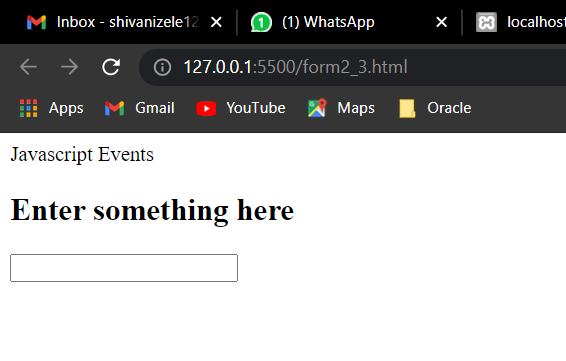 Inbox - shivanizele12 (1) WhatsApp localhost
127.0.0.1:5500/form2_3.html
Apps Gmail YouTube Maps Oracle
Javascript Events
Enter something here